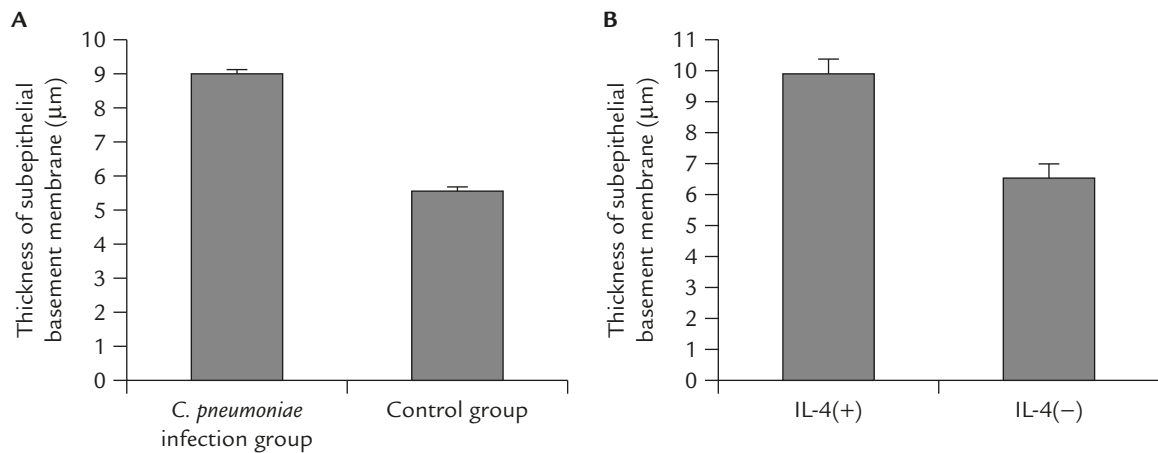 A
Thickness of subepithelial
basement membrane (μm)
10
9
8
7
6
5
4
3
2
1
0
C. pneumoniae
infection group
Control group
B
Thickness of subepithelial
basement membrane (μm)
11
10
9
8
7
6
5
4
3
2
1
0
IL-4(+)
IL-4(−)